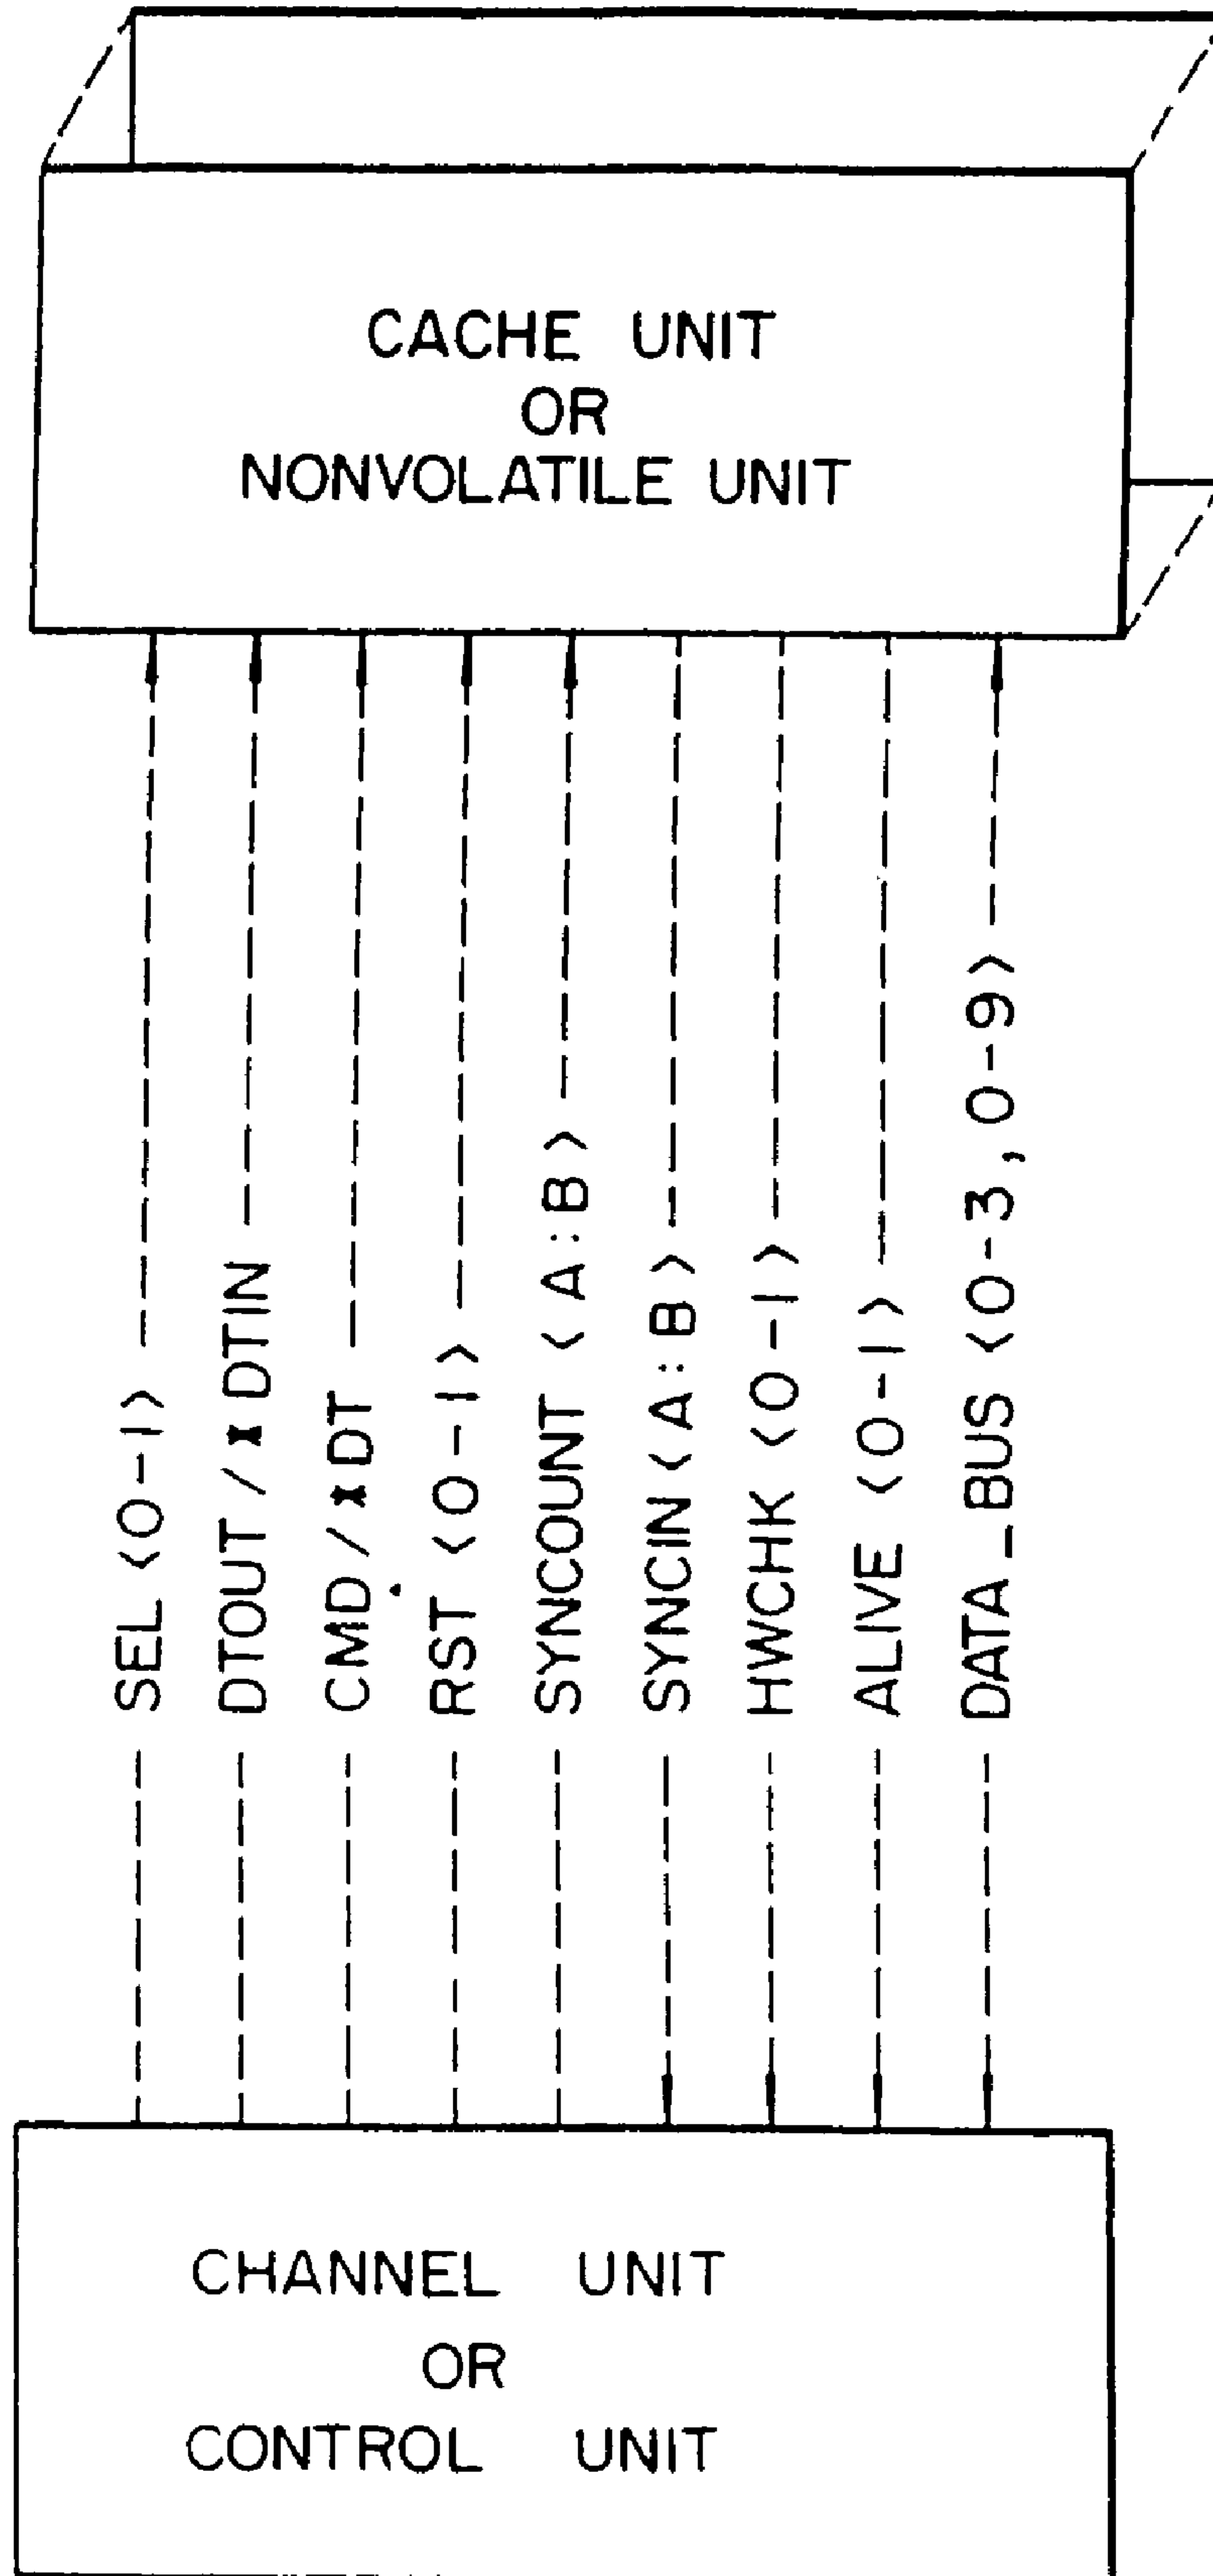 CACHE UNIT
OR
NONVOLATILE UNIT
SEL <0-1>
DTOUT / * DTIN
CMD / * DT
RST <0-1>
SYNCOUNT <A:B>
SYNCIN <A:B>
HWCHK <0-1>
ALIVE <0-1>
DATA_BUS <0-3, 0-9>
CHANNEL UNIT
OR
CONTROL UNIT